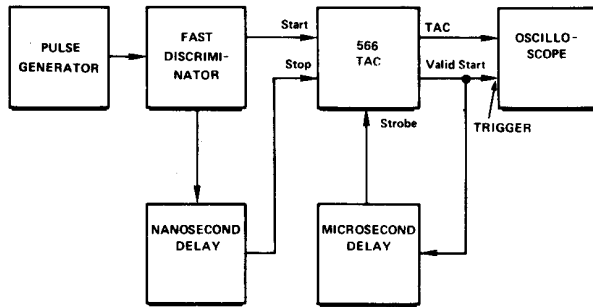 PULSE
GENERATOR
FAST
DISCRIMI-
NATOR
Start
Stop
566
TAC
TAC
Valid Start
OSCILLO-
SCOPE
TRIGGER
Strobe
NANOSECOND
DELAY
MICROSECOND
DELAY